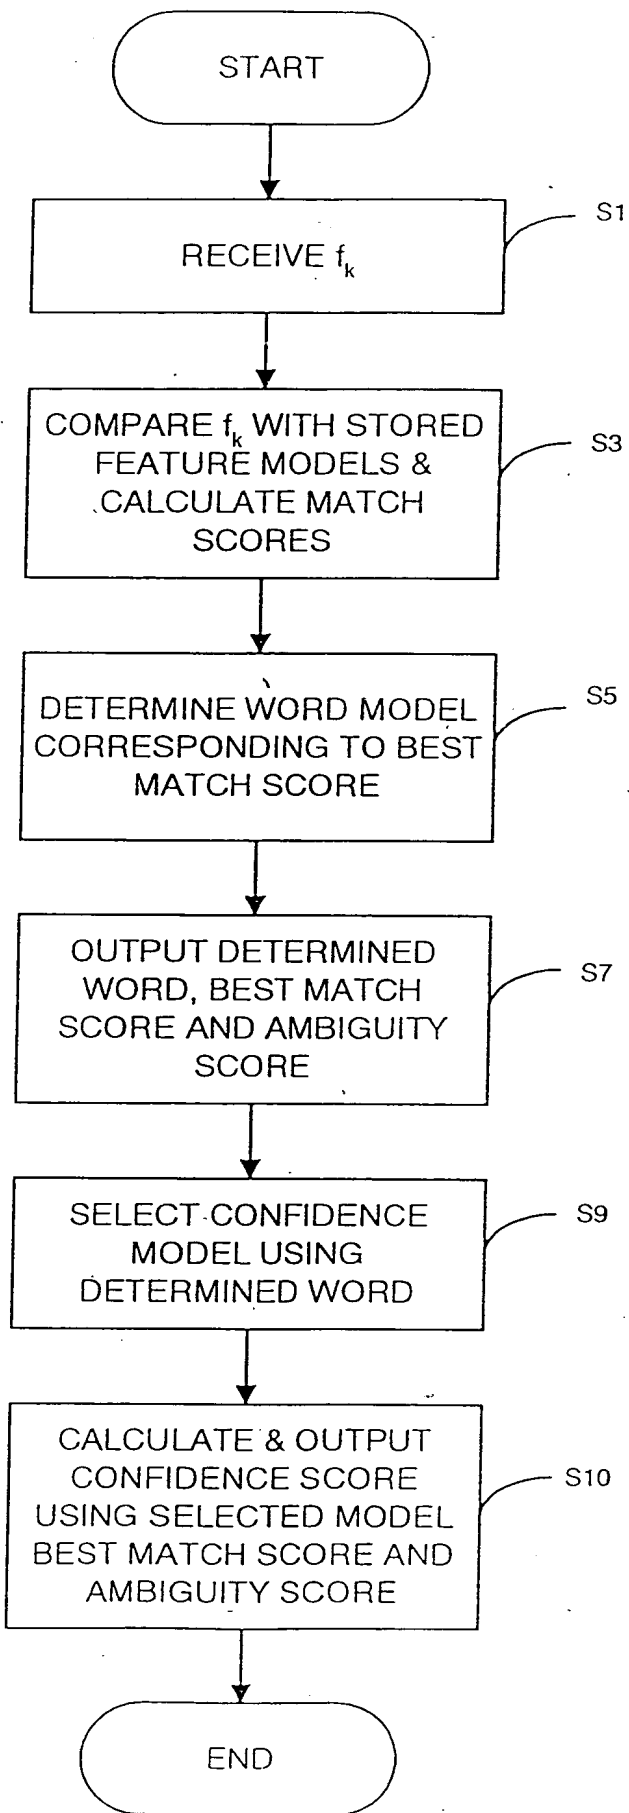 START
S1
RECEIVE fk
COMPARE fk WITH STORED
FEATURE MODELS &
CALCULATE MATCH
SCORES
S3
DETERMINE WORD MODEL
CORRESPONDING TO BEST
MATCH SCORE
S5
OUTPUT DETERMINED
WORD, BEST MATCH
SCORE AND AMBIGUITY
SCORE
S7
SELECT CONFIDENCE
MODEL USING
DETERMINED WORD
S9
CALCULATE & OUTPUT
CONFIDENCE SCORE
USING SELECTED MODEL
BEST MATCH SCORE AND
AMBIGUITY SCORE
S10
END